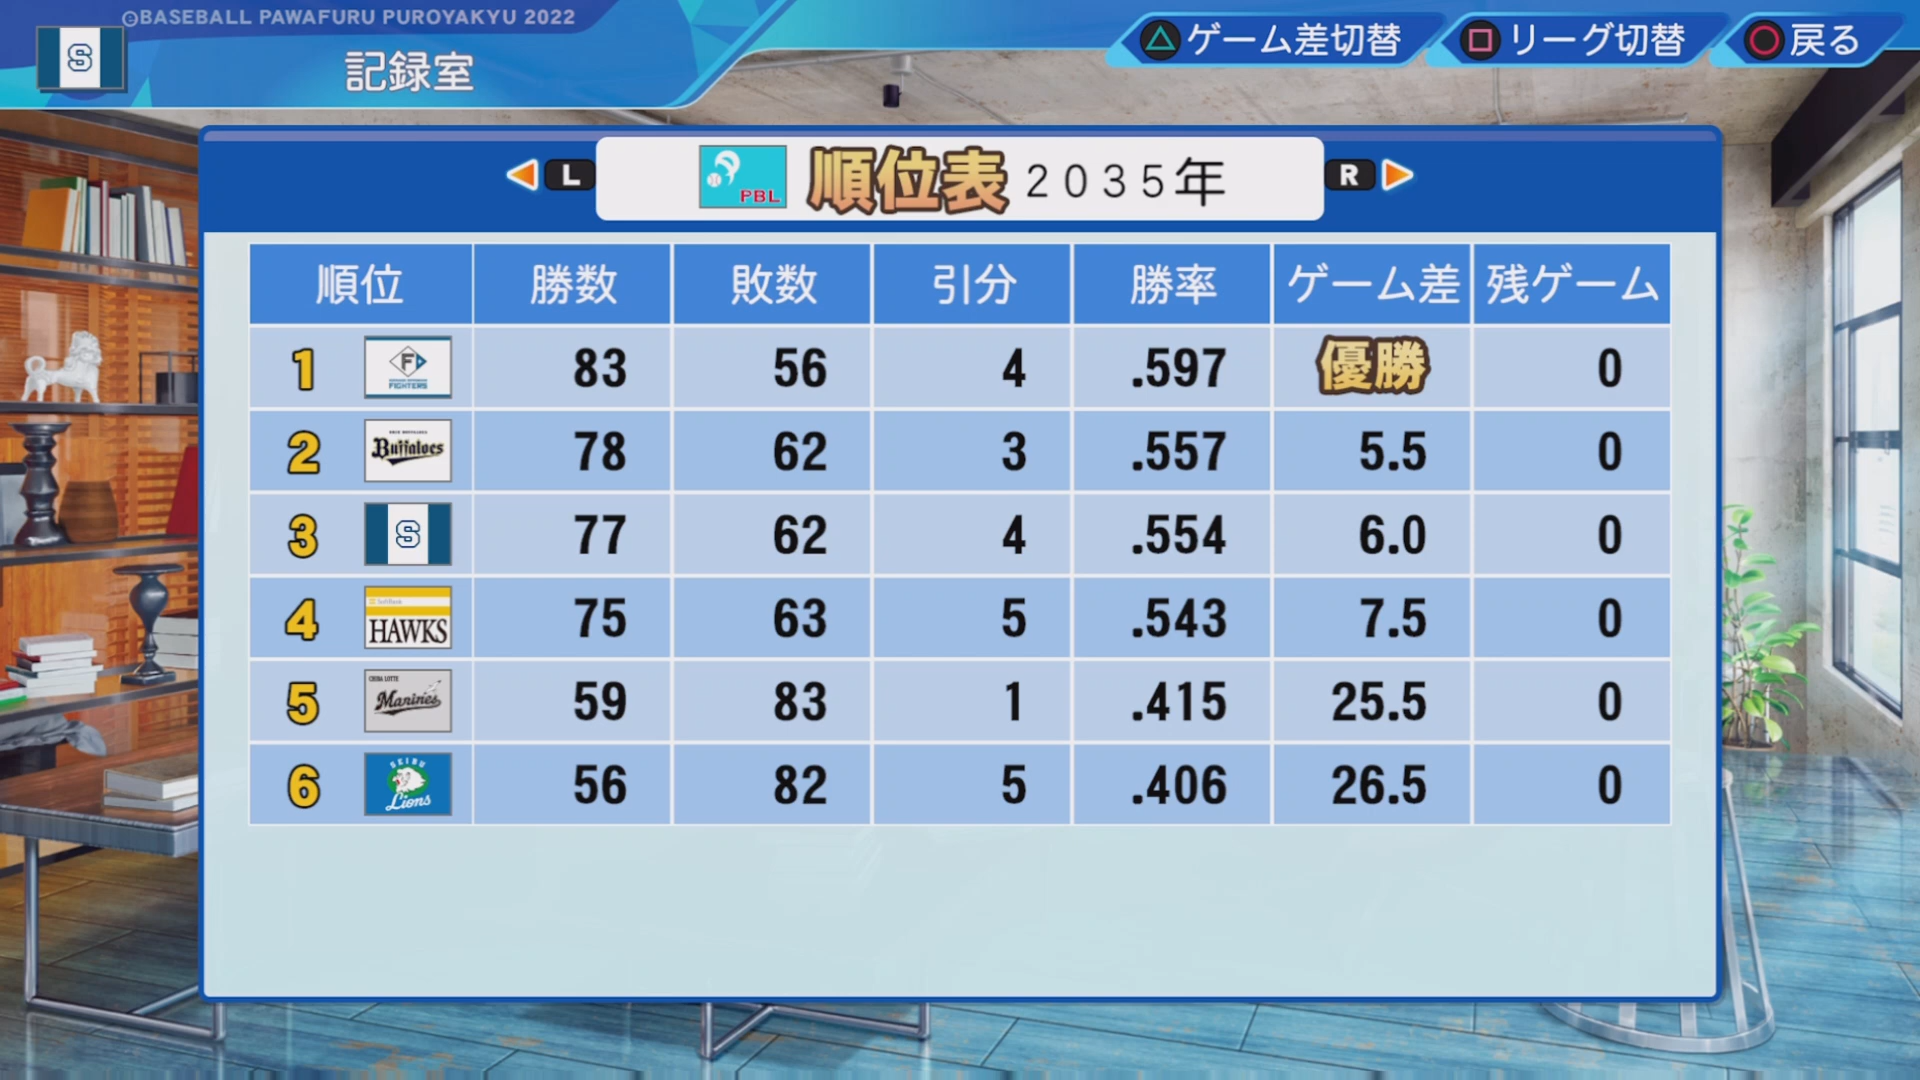 ©BASEBALL PAWAFURU PUROYAKYU 2022
S
記録室
ゲーム差切替
リーグ切替
戻る
L
PBL
順位表 2035年
R
順位 勝数 敗数 引分 勝率 ゲーム差 残ゲーム
1 F FIGHTERS 83 56 4 .597 優勝 0
2 Buffaloes 78 62 3 .557 5.5 0
3 S 77 62 4 .554 6.0 0
4 SoftBank HAWKS 75 63 5 .543 7.5 0
5 CHIBA LOTTE Marines 59 83 1 .415 25.5 0
6 SEIBU Lions 56 82 5 .406 26.5 0